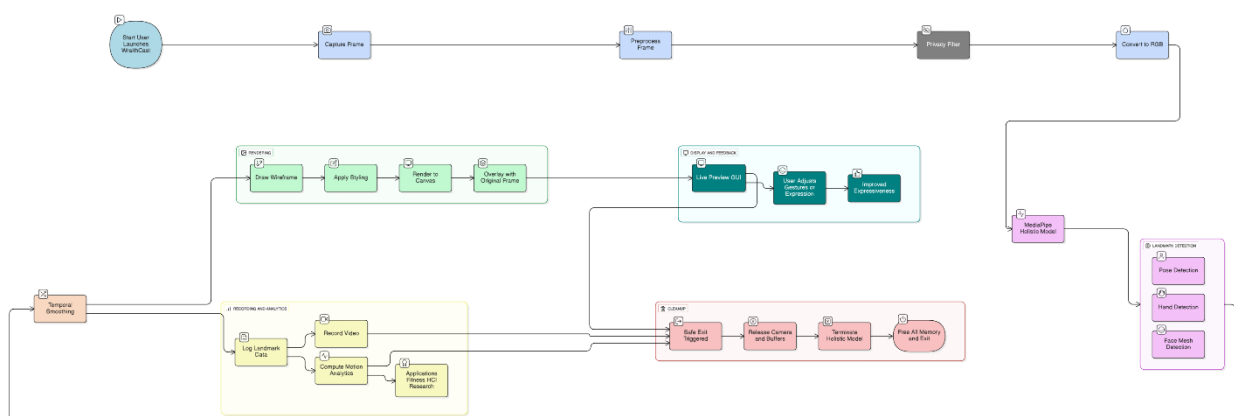 Start User
Launches
WraithCast
Capture Frame
Preprocess
Frame
Privacy Filter
Convert to RGB
RENDERING
Draw Wireframe
Apply Styling
Render to
Canvas
Overlay with
Original Frame
DISPLAY AND FEEDBACK
Live Preview GUI
User Adjusts
Gestures or
Expression
Improved
Expressiveness
MediaPipe
Holistic Model
LANDMARK DETECTION
Pose Detection
Hand Detection
Face Mesh
Detection
Temporal
Smoothing
RECORDING AND ANALYTICS
Log Landmark
Data
Record Video
Compute Motion
Analytics
Applications
Fitness HCI
Research
CLEANUP
Safe Exit
Triggered
Release Camera
and Buffers
Terminate
Holistic Model
Free All Memory
and Exit